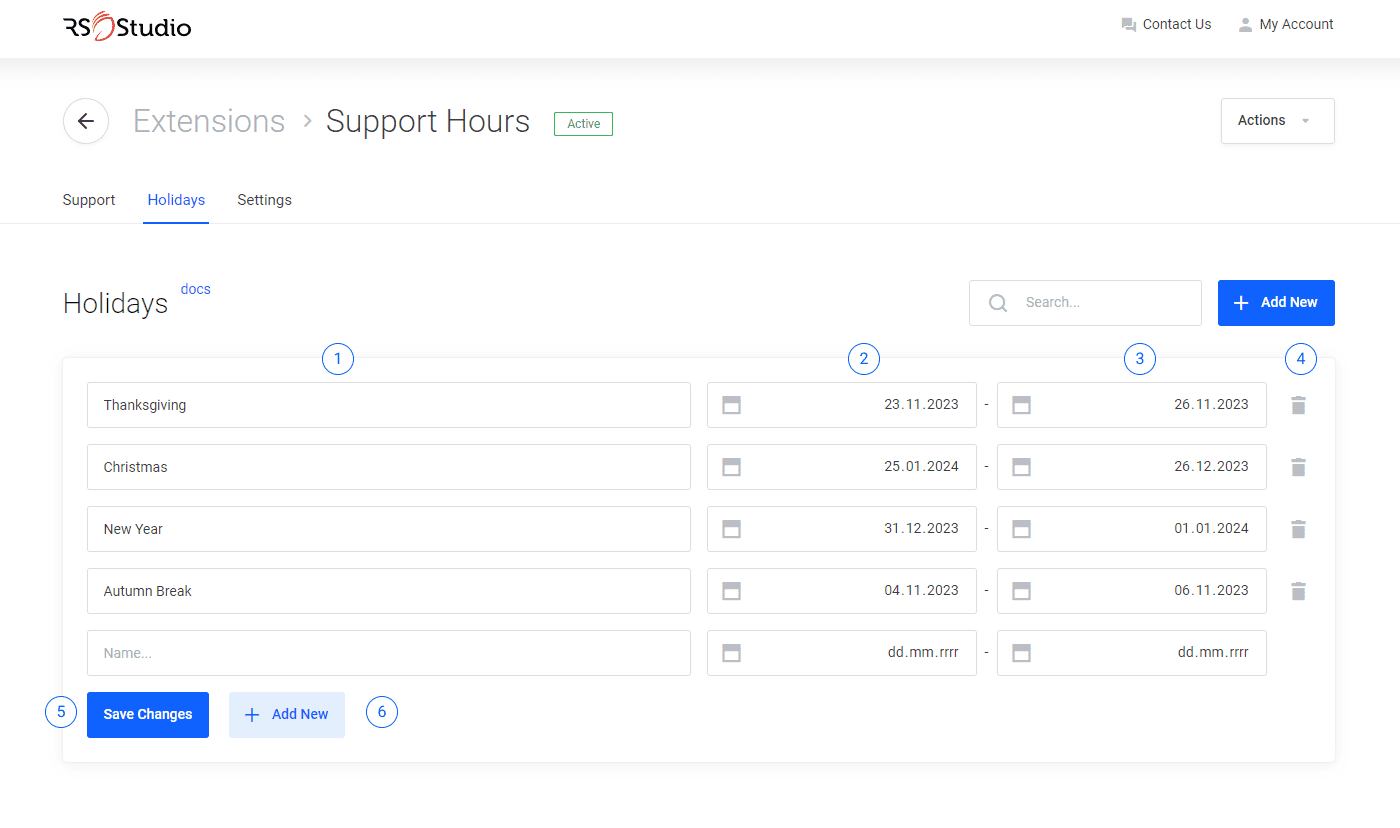 RSStudio
Contact Us
My Account
Extensions > Support Hours Active
Actions
Support Holidays Settings
Holidays docs
Search...
+ Add New
1 2 3 4
Thanksgiving 23.11.2023 - 26.11.2023
Christmas 25.01.2024 - 26.12.2023
New Year 31.12.2023 - 01.01.2024
Autumn Break 04.11.2023 - 06.11.2023
Name... dd.mm.rrrr - dd.mm.rrrr
5 Save Changes + Add New 6